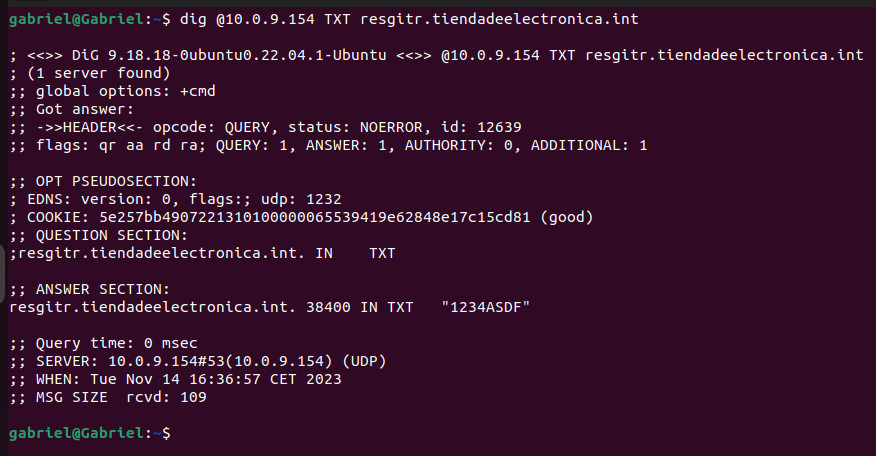 gabriel@Gabriel:~$ dig @10.0.9.154 TXT resgitr.tiendadeelectronica.int
; <<>> DiG 9.18.18-0ubuntu0.22.04.1-Ubuntu <<>> @10.0.9.154 TXT resgitr.tiendadeelectronica.int
; (1 server found)
;; global options: +cmd
;; Got answer:
;; ->>HEADER<<- opcode: QUERY, status: NOERROR, id: 12639
;; flags: qr aa rd ra; QUERY: 1, ANSWER: 1, AUTHORITY: 0, ADDITIONAL: 1
;; OPT PSEUDOSECTION:
; EDNS: version: 0, flags:; udp: 1232
; COOKIE: 5e257bb49072213101000000065539419e62848e17c15cd81 (good)
;; QUESTION SECTION:
;resgitr.tiendadeelectronica.int. IN TXT
;; ANSWER SECTION:
resgitr.tiendadeelectronica.int. 38400 IN TXT "1234ASDF"
;; Query time: 0 msec
;; SERVER: 10.0.9.154#53(10.0.9.154) (UDP)
;; WHEN: Tue Nov 14 16:36:57 CET 2023
;; MSG SIZE rcvd: 109
gabriel@Gabriel:~$